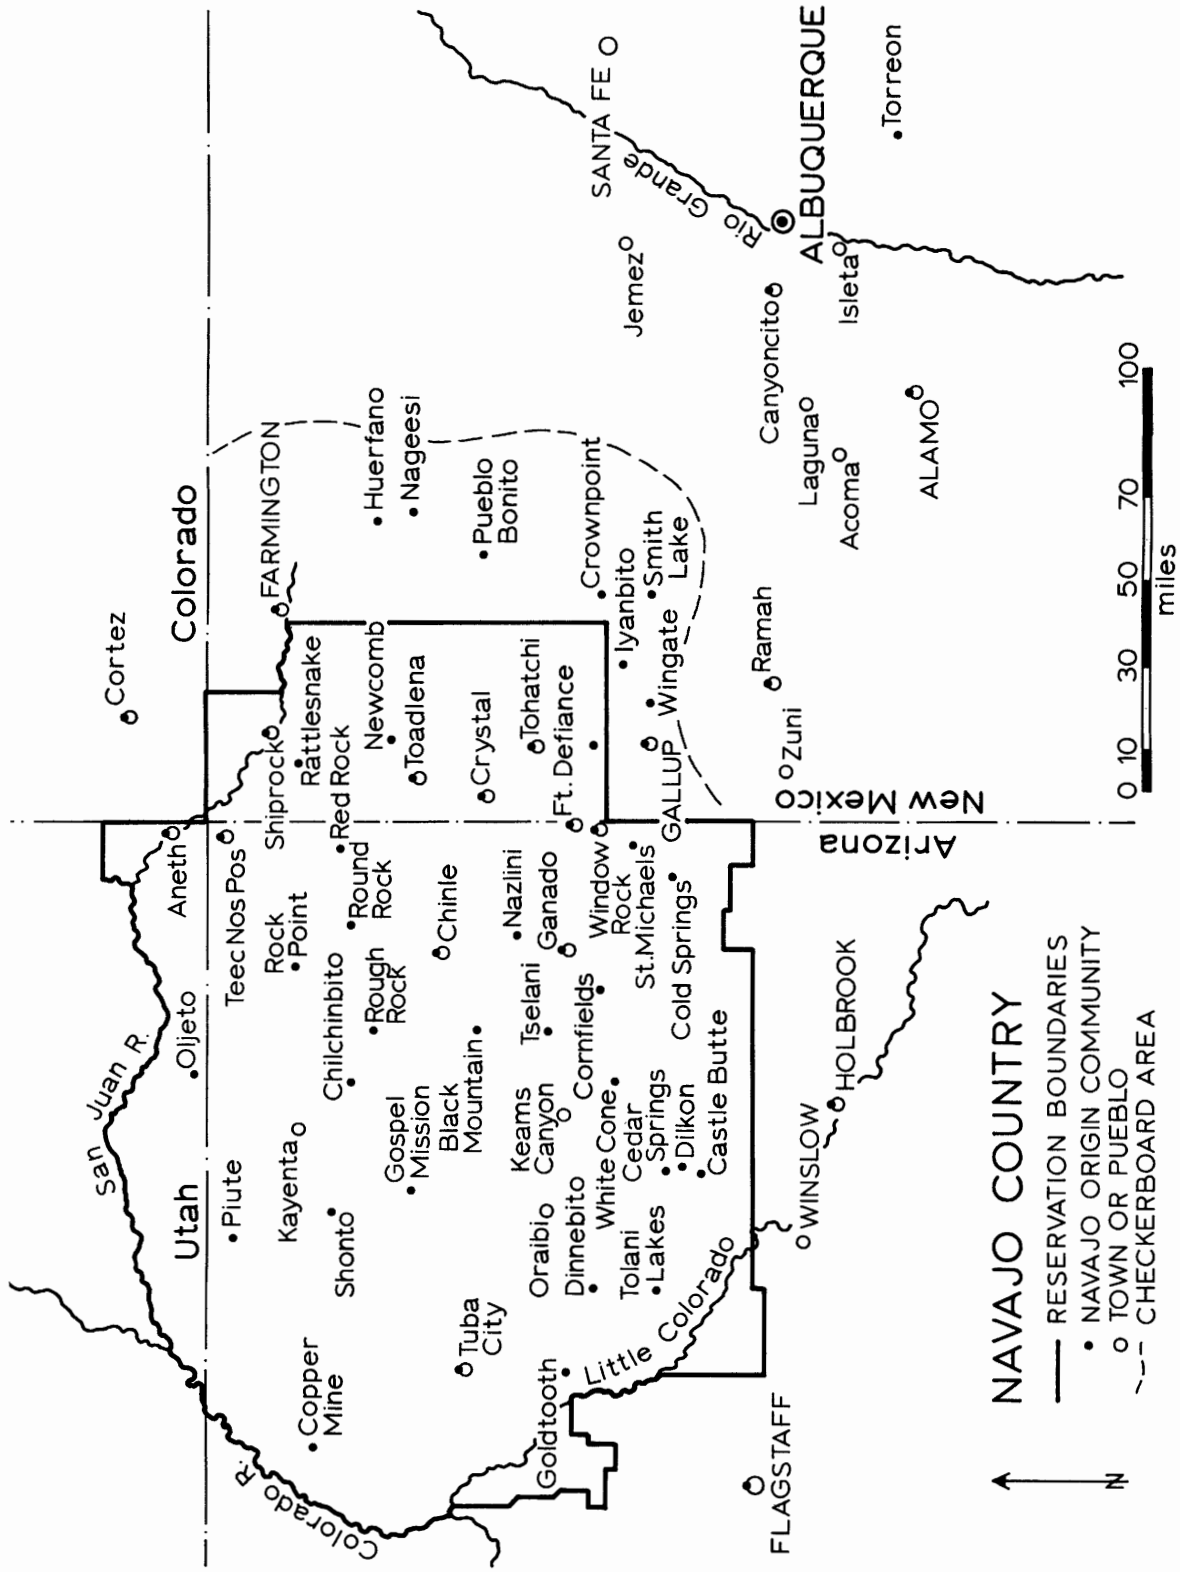 Cortez
Colorado
Utah
San Juan R.
Aneth
Oljeto
Piute
Teec Nos Pos
Shiprock
FARMINGTON
Rattlesnake
Rock
Point
Kayenta
Copper
Mine
Colorado R.
Red Rock
Round
Rock
Chilchinbito
Shonto
Newcomb
Huerfano
Nageesi
Toadlena
Rough
Rock
Gospel
Mission
Chinle
Black
Mountain
Tuba
City
Crystal
Pueblo
Bonito
Tohatchi
Nazlini
Ganado
Tselani
Keams
Canyon
Oraibi
Dinnebito
Goldtooth
Ft. Defiance
Crownpoint
Window
Rock
Cornfields
White Cone
Iyanbito
Smith
Lake
Wingate
GALLUP
St. Michaels
Cold Springs
Cedar
Springs
Dilkon
Castle Butte
Tolani
Lakes
Little Colorado
SANTA FE
Rio Grande
Jemez
ALBUQUERQUE
Canyoncito
Isleta
Torreon
Laguna
Acoma
ALAMO
Ramah
Zuni
New Mexico
Arizona
HOLBROOK
WINSLOW
FLAGSTAFF
NAVAJO COUNTRY
RESERVATION BOUNDARIES
NAVAJO ORIGIN COMMUNITY
TOWN OR PUEBLO
CHECKERBOARD AREA
N
0 10 30 50 70 100
miles